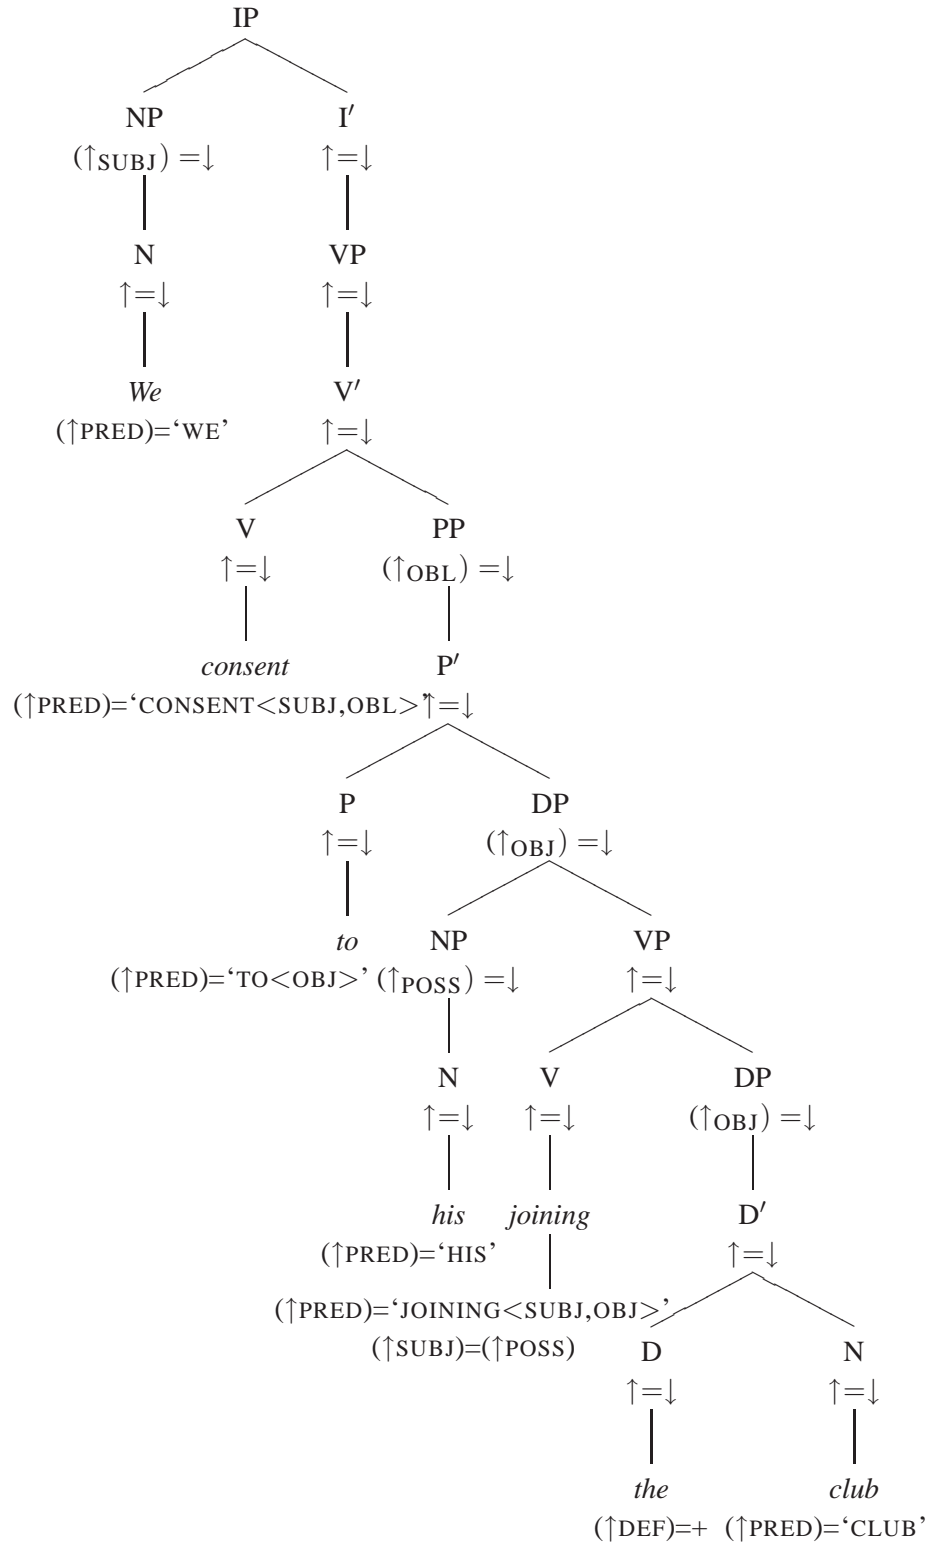 IP
NP I′
(↑SUBJ) =↓ ↑=↓
N VP
↑=↓ ↑=↓
We V′
(↑PRED)=‘WE’ ↑=↓
V PP
↑=↓ (↑OBL) =↓
consent P′
(↑PRED)=‘CONSENT<SUBJ,OBL>’ ↑=↓
P DP
↑=↓ (↑OBJ) =↓
to NP VP
(↑PRED)=‘TO<OBJ>’ (↑POSS) =↓ ↑=↓
N V DP
↑=↓ ↑=↓ (↑OBJ) =↓
his joining D′
(↑PRED)=‘HIS’ ↑=↓
(↑PRED)=‘JOINING<SUBJ,OBJ>’
(↑SUBJ)=(↑POSS) D N
↑=↓ ↑=↓
the club
(↑DEF)=+ (↑PRED)=‘CLUB’